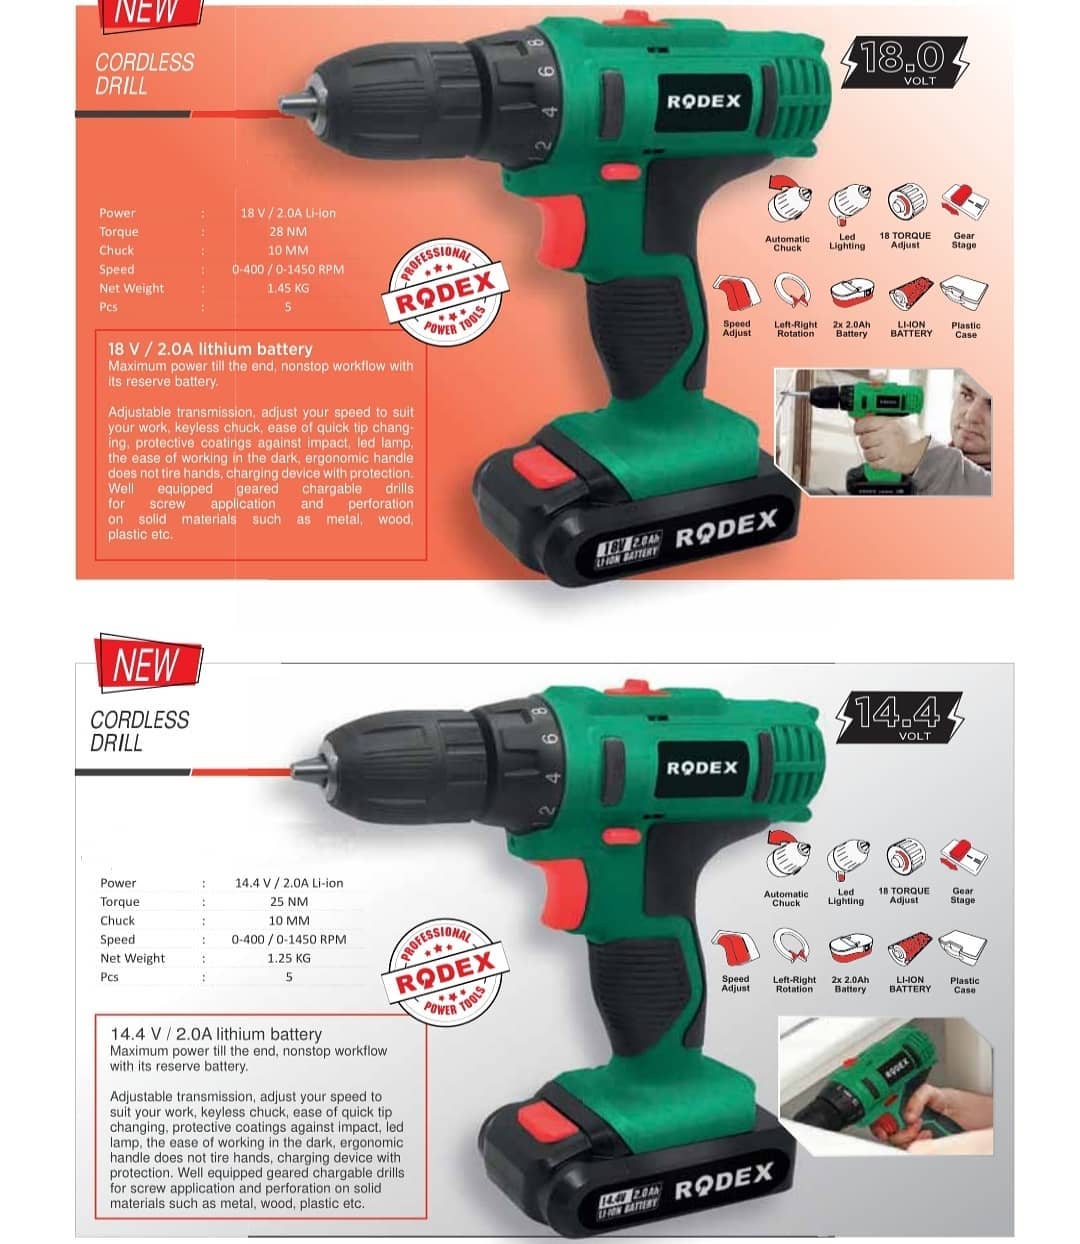 NEW
CORDLESS
DRILL
18.0
VOLT
8
6
4
2
RODEX
Power : 18 V / 2.0A Li-ion
Torque : 28 NM
Chuck : 10 MM
Speed : 0-400 / 0-1450 RPM
Net Weight : 1.45 KG
Pcs : 5
PROFESSIONAL
RODEX
POWER TOOLS
Automatic
Chuck
Led
Lighting
18 TORQUE
Adjust
Gear
Stage
Speed
Adjust
Left-Right
Rotation
2x 2.0Ah
Battery
LI-ION
BATTERY
Plastic
Case
18 V / 2.0A lithium battery
Maximum power till the end, nonstop workflow with
its reserve battery.
Adjustable transmission, adjust your speed to suit
your work, keyless chuck, ease of quick tip chang-
ing, protective coatings against impact, led lamp,
the ease of working in the dark, ergonomic handle
does not tire hands, charging device with protection.
Well equipped geared chargable drills
for screw application and perforation
on solid materials such as metal, wood,
plastic etc.
18V 2.0Ah
LI-ION BATTERY
RODEX
NEW
CORDLESS
DRILL
14.4
VOLT
8
6
4
2
RODEX
Power : 14.4 V / 2.0A Li-ion
Torque : 25 NM
Chuck : 10 MM
Speed : 0-400 / 0-1450 RPM
Net Weight : 1.25 KG
Pcs : 5
PROFESSIONAL
RODEX
POWER TOOLS
Automatic
Chuck
Led
Lighting
18 TORQUE
Adjust
Gear
Stage
Speed
Adjust
Left-Right
Rotation
2x 2.0Ah
Battery
LI-ION
BATTERY
Plastic
Case
14.4 V / 2.0A lithium battery
Maximum power till the end, nonstop workflow
with its reserve battery.
Adjustable transmission, adjust your speed to
suit your work, keyless chuck, ease of quick tip
changing, protective coatings against impact, led
lamp, the ease of working in the dark, ergonomic
handle does not tire hands, charging device with
protection. Well equipped geared chargable drills
for screw application and perforation on solid
materials such as metal, wood, plastic etc.
RODEX
14.4V 2.0Ah
LI-ION BATTERY
RODEX